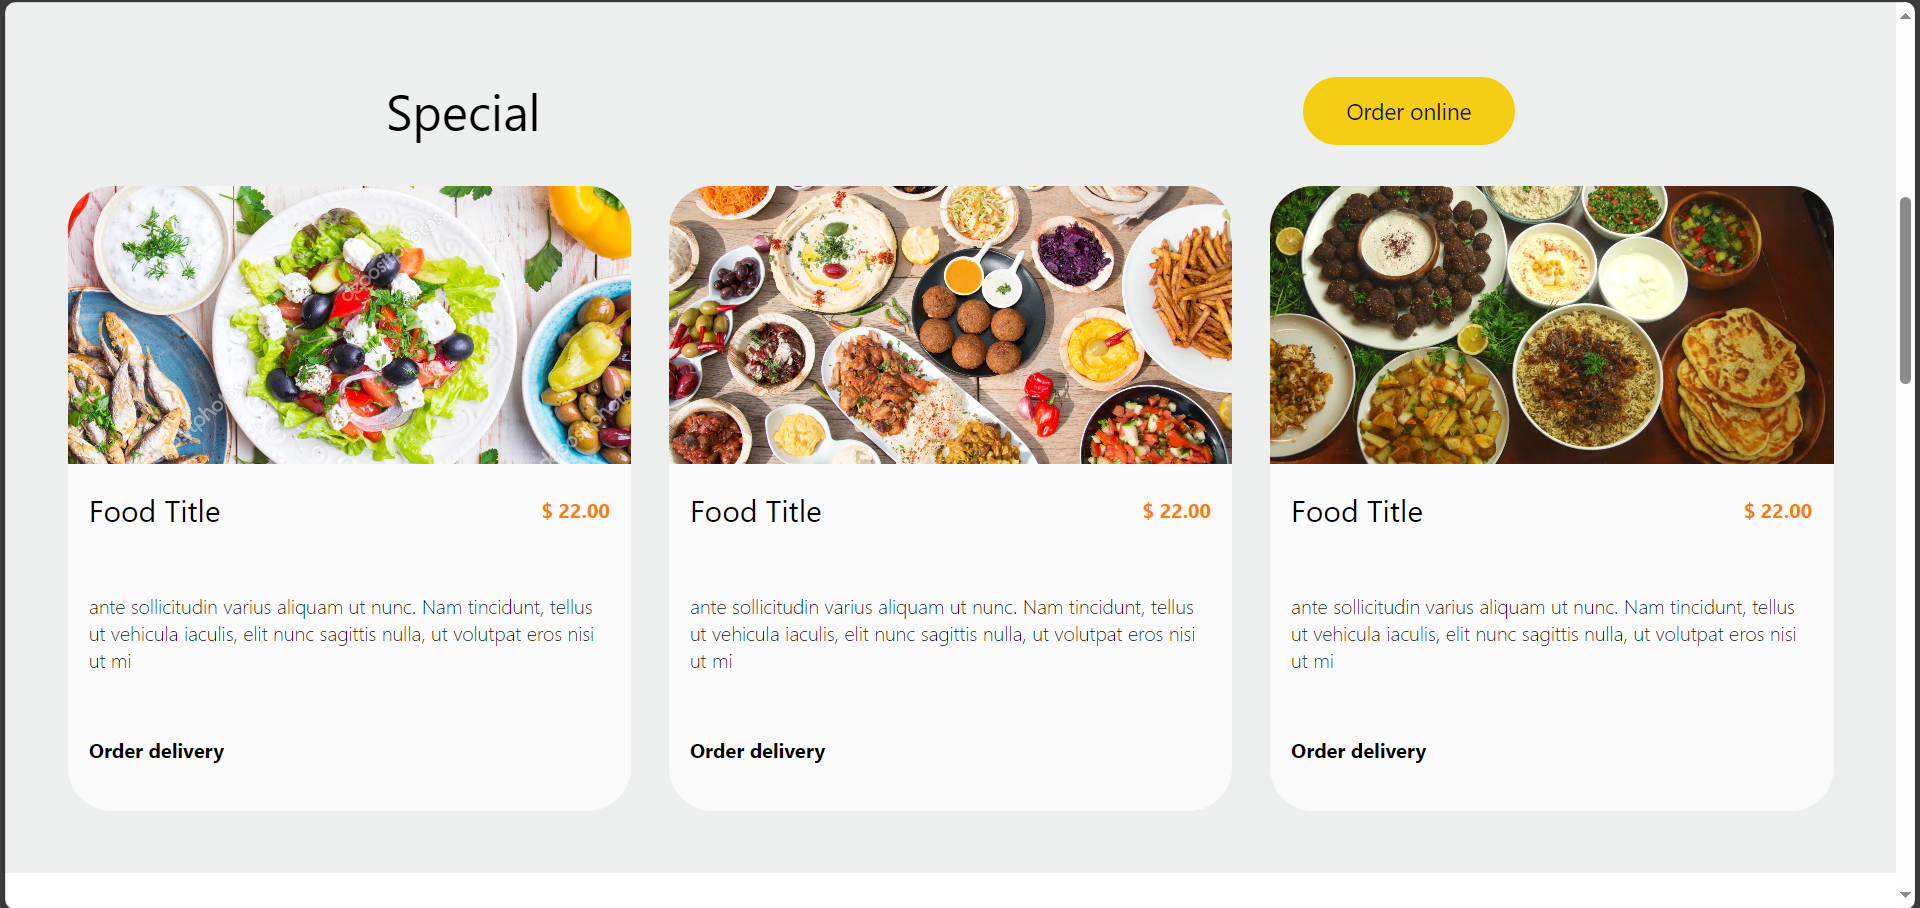 Special
Order online
Food Title
$ 22.00
ante sollicitudin varius aliquam ut nunc. Nam tincidunt, tellus
ut vehicula iaculis, elit nunc sagittis nulla, ut volutpat eros nisi
ut mi
Order delivery
Food Title
$ 22.00
ante sollicitudin varius aliquam ut nunc. Nam tincidunt, tellus
ut vehicula iaculis, elit nunc sagittis nulla, ut volutpat eros nisi
ut mi
Order delivery
Food Title
$ 22.00
ante sollicitudin varius aliquam ut nunc. Nam tincidunt, tellus
ut vehicula iaculis, elit nunc sagittis nulla, ut volutpat eros nisi
ut mi
Order delivery